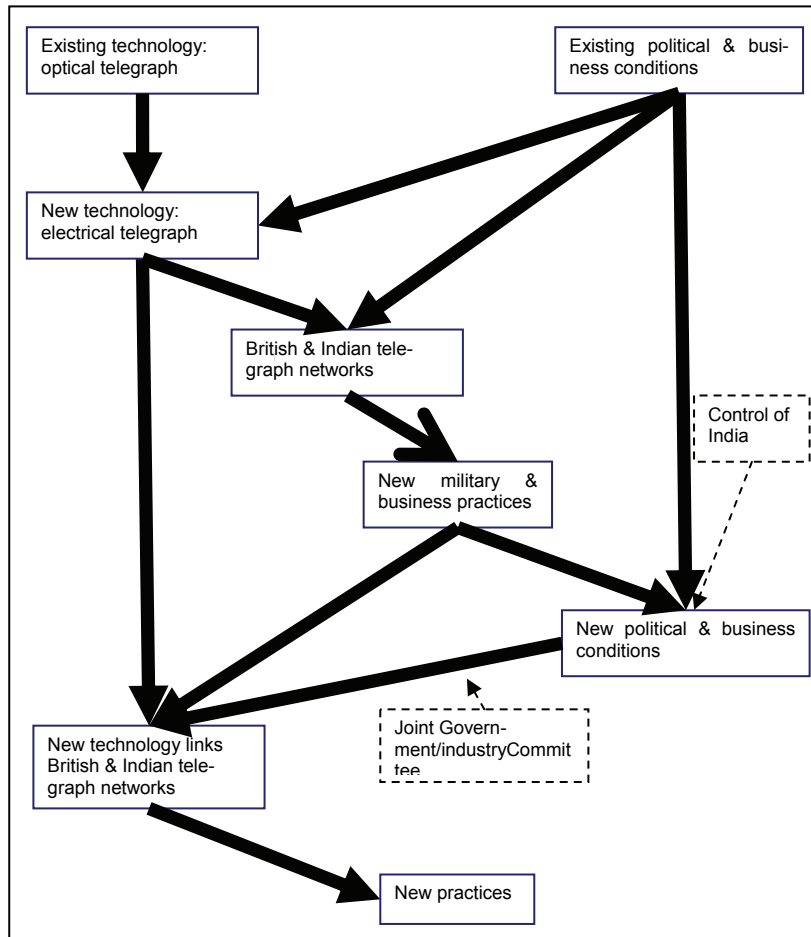 Existing technology:
optical telegraph
Existing political & busi-
ness conditions
New technology:
electrical telegraph
British & Indian tele-
graph networks
Control of
India
New military &
business practices
New political & business
conditions
Joint Govern-
ment/industryCommit
tee
New technology links
British & Indian tele-
graph networks
New practices